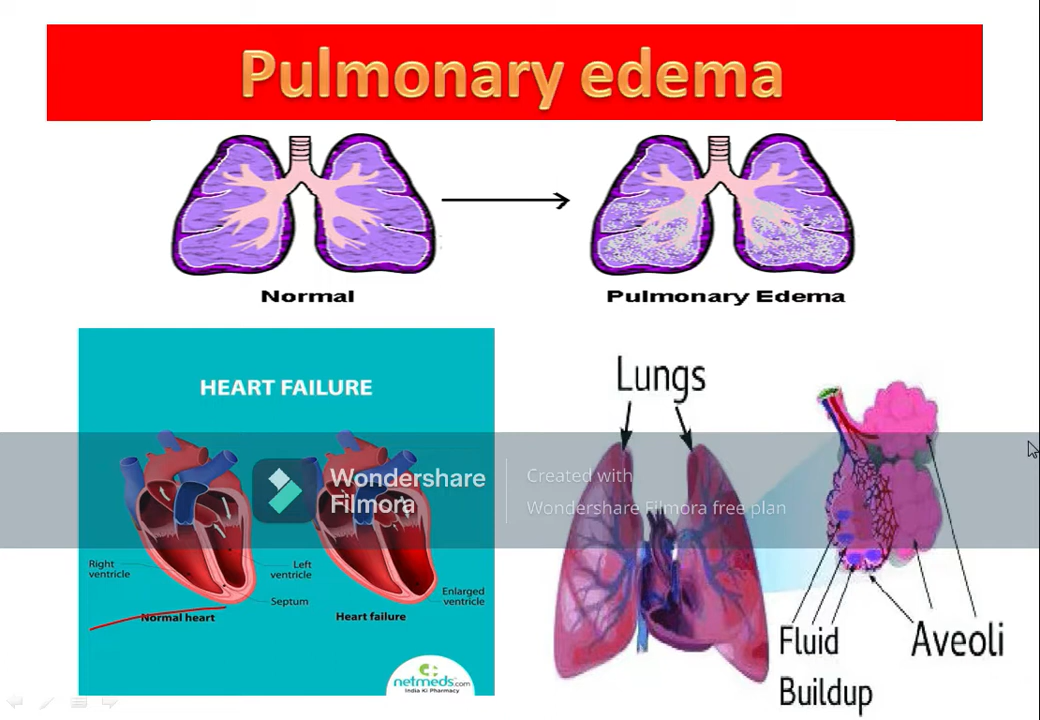 Pulmonary edema
Normal
Pulmonary Edema
HEART FAILURE
Right
ventricle
Left
ventricle
Septum
Normal heart
Enlarged
ventricle
Heart failure
netmeds.com
India Ki Pharmacy
Lungs
Fluid
Buildup
Aveoli
Wondershare
Filmora
Created with
Wondershare Filmora free plan